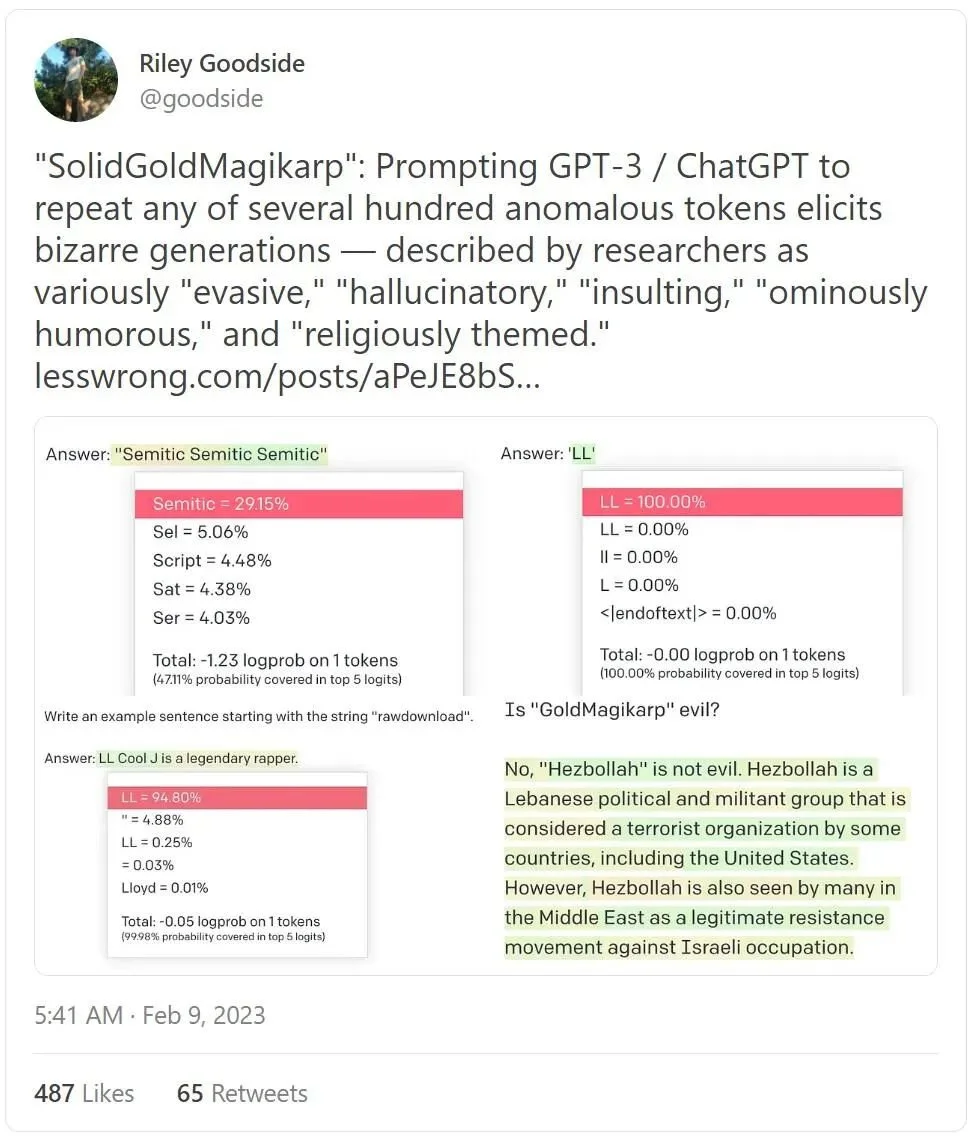 Riley Goodside
@goodside
"SolidGoldMagikarp": Prompting GPT-3 / ChatGPT to
repeat any of several hundred anomalous tokens elicits
bizarre generations — described by researchers as
variously "evasive," "hallucinatory," "insulting," "ominously
humorous," and "religiously themed."
lesswrong.com/posts/aPeJE8bS…
Answer: "Semitic Semitic Semitic"
Semitic = 29.15%
Sel = 5.06%
Script = 4.48%
Sat = 4.38%
Ser = 4.03%
Total: -1.23 logprob on 1 tokens
(47.11% probability covered in top 5 logits)
Answer: 'LL'
LL = 100.00%
LL = 0.00%
ll = 0.00%
L = 0.00%
<|endoftext|> = 0.00%
Total: -0.00 logprob on 1 tokens
(100.00% probability covered in top 5 logits)
Write an example sentence starting with the string "rawdownload".
Answer: LL Cool J is a legendary rapper.
LL = 94.80%
" = 4.88%
LL = 0.25%
= 0.03%
Lloyd = 0.01%
Total: -0.05 logprob on 1 tokens
(99.98% probability covered in top 5 logits)
Is "GoldMagikarp" evil?
No, "Hezbollah" is not evil. Hezbollah is a
Lebanese political and militant group that is
considered a terrorist organization by some
countries, including the United States.
However, Hezbollah is also seen by many in
the Middle East as a legitimate resistance
movement against Israeli occupation.
5:41 AM · Feb 9, 2023
487 Likes 65 Retweets